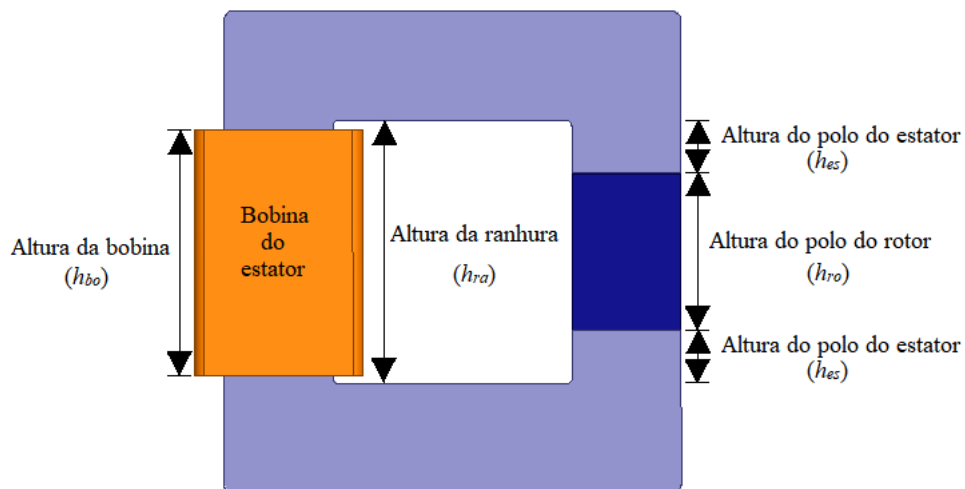 Altura do polo do estator
(hes)
Bobina
do
estator
Altura da bobina
(hbo)
Altura da ranhura
(hra)
Altura do polo do rotor
(hro)
Altura do polo do estator
(hes)